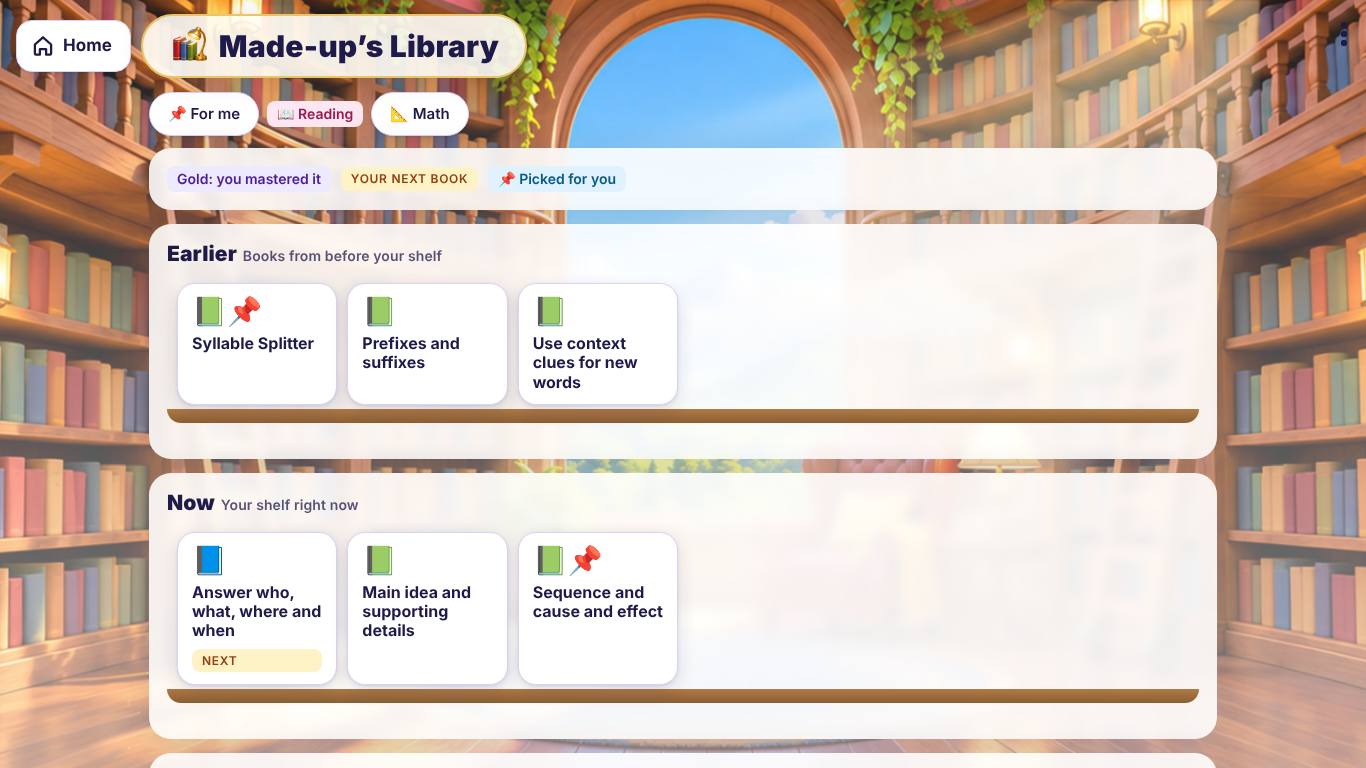 Home
Made-up’s Library
For me
Reading
Math
Gold: you mastered it
YOUR NEXT BOOK
Picked for you
Earlier Books from before your shelf
Syllable Splitter
Prefixes and
suffixes
Use context
clues for new
words
Now Your shelf right now
Answer who,
what, where and
when
NEXT
Main idea and
supporting
details
Sequence and
cause and effect